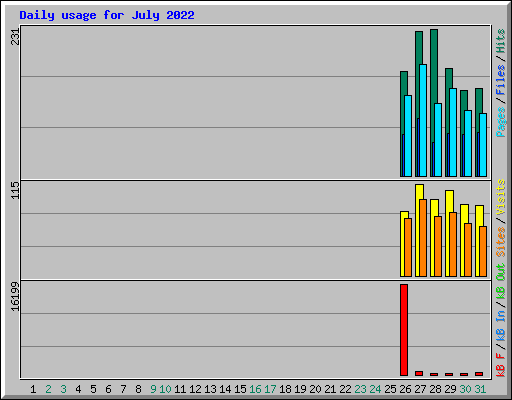 Daily usage for July 2022
231
Pages/Files/Hits
115
Sites/Visits
16199
kB F/kB In/kB Out
1 2 3 4 5 6 7 8 9 10 11 12 13 14 15 16 17 18 19 20 21 22 23 24 25 26 27 28 29 30 31